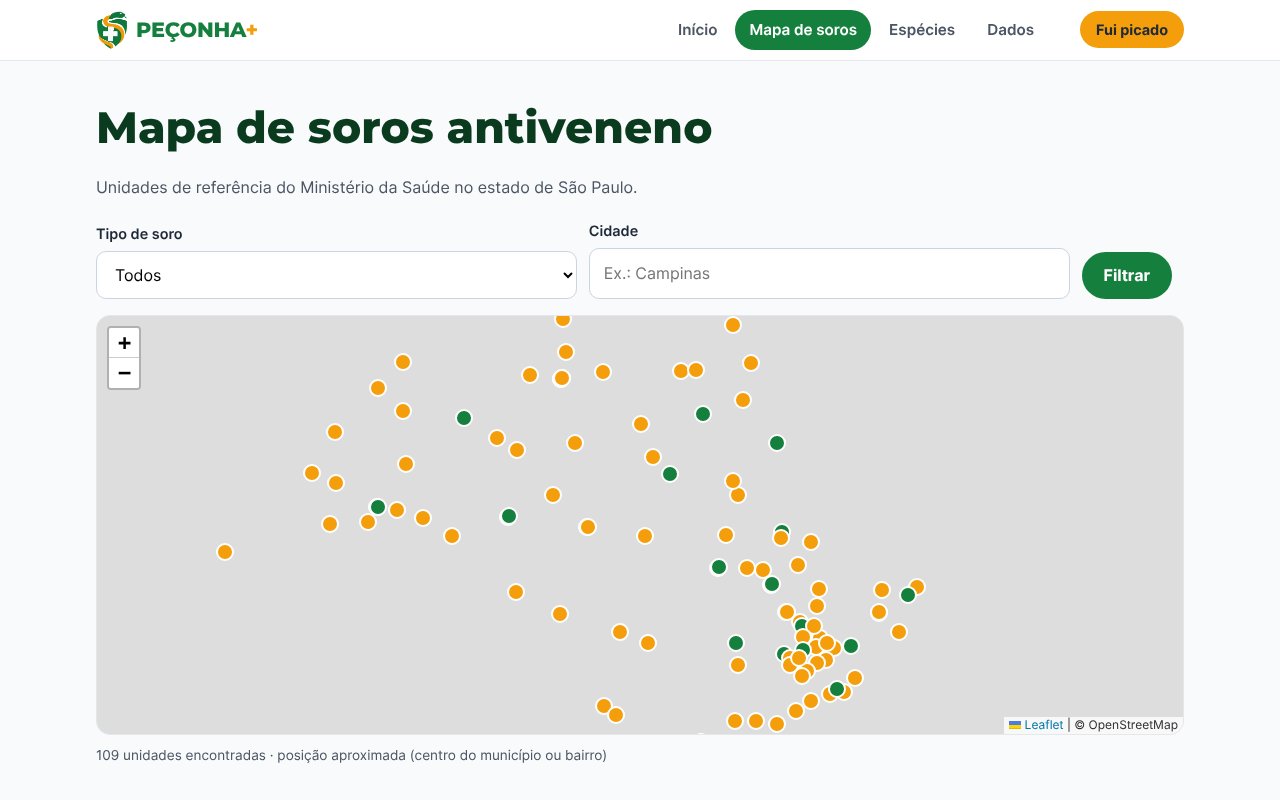 PEÇONHA+
Início
Mapa de soros
Espécies
Dados
Fui picado
Mapa de soros antiveneno
Unidades de referência do Ministério da Saúde no estado de São Paulo.
Tipo de soro
Todos
Cidade
Ex.: Campinas
Filtrar
+
−
Leaflet | © OpenStreetMap
109 unidades encontradas · posição aproximada (centro do município ou bairro)